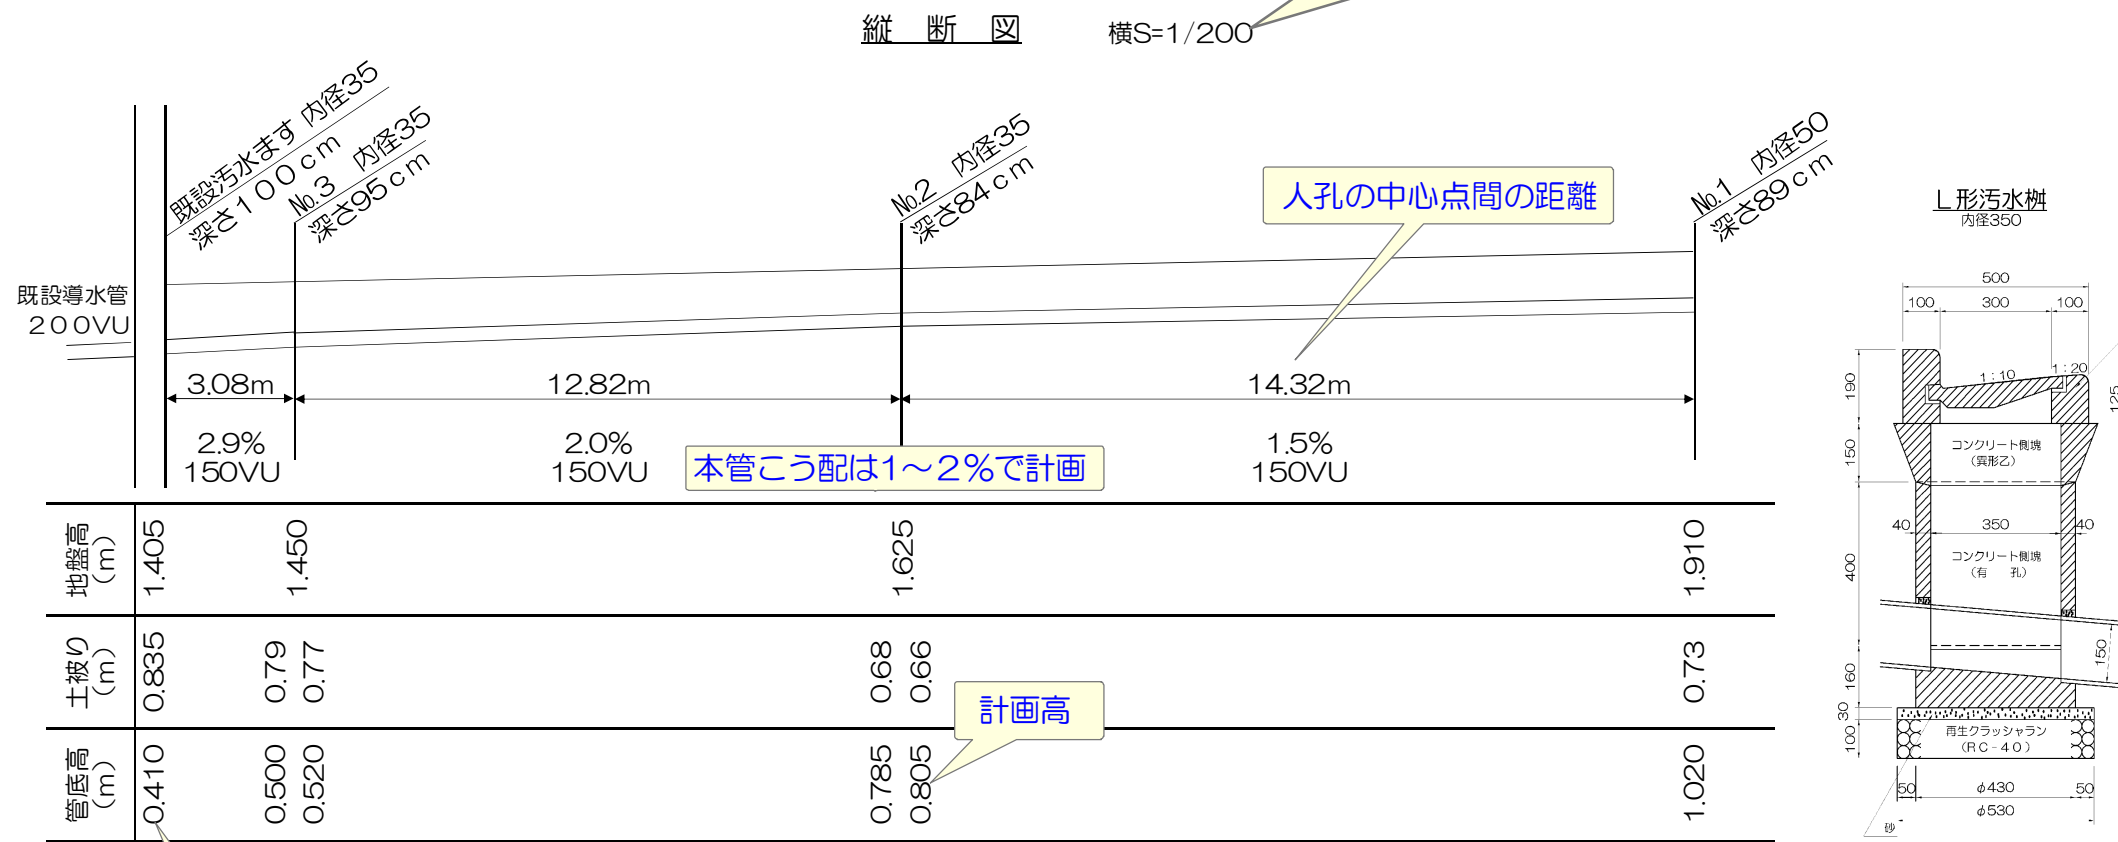 縦 断 図
横S=1/200
既設汚水ます 内径35
深さ100cm
№3 内径35
深さ95cm
№2 内径35
深さ84cm
№1 内径50
深さ89cm
人孔の中心点間の距離
既設導水管
200VU
3.08m
12.82m
14.32m
2.9%
150VU
2.0%
150VU
本管こう配は1～2%で計画
1.5%
150VU
地盤高
(m)
1.405
1.450
1.625
1.910
土被り
(m)
0.835
0.79
0.77
0.68
0.66
0.73
計画高
管底高
(m)
0.410
0.500
0.520
0.785
0.805
1.020
L形汚水桝
内径350
500
100
300
100
1:10
1:20
190
125
150
コンクリート側塊
(異形乙)
40
350
40
400
コンクリート側塊
(有 孔)
150
160
30
100
再生クラッシャラン
(RC-40)
50
φ430
50
φ530
砂